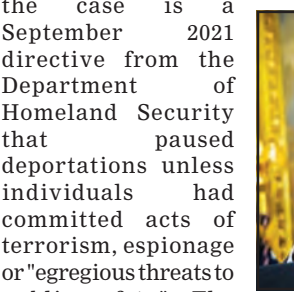 the case is a
September 2021
directive from the
Department of
Homeland Security
that paused
deportations unless
individuals had
committed acts of
terrorism, espionage
or "egregious threats to